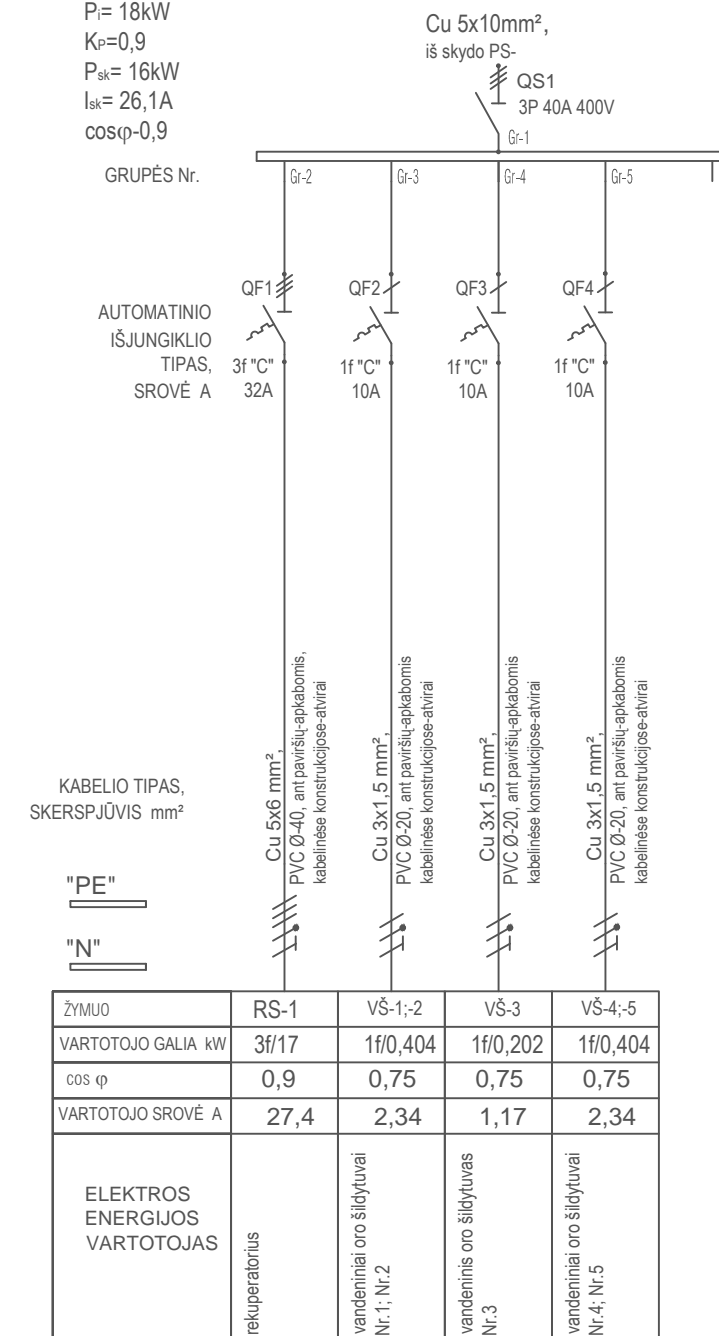 Pi= 18kW
KP=0,9
Psk= 16kW
Isk= 26,1A
cosφ-0,9
Cu 5x10mm²,
iš skydo PS-
QS1
3P 40A 400V
Gr-1
GRUPĖS Nr.
Gr-2
Gr-3
Gr-4
Gr-5
QF1
QF2
QF3
QF4
AUTOMATINIO
IŠJUNGIKLIO
TIPAS,
SROVĖ A
3f "C"
32A
1f "C"
10A
1f "C"
10A
1f "C"
10A
KABELIO TIPAS,
SKERSPJŪVIS mm²
Cu 5x6 mm²,
PVC Ø-40, ant paviršių-apkabomis,
kabelinėse konstrukcijose-atvirai
Cu 3x1,5 mm²,
PVC Ø-20, ant paviršių-apkabomis
kabelinėse konstrukcijose-atvirai
Cu 3x1,5 mm²,
PVC Ø-20, ant paviršių-apkabomis
kabelinėse konstrukcijose-atvirai
Cu 3x1,5 mm²,
PVC Ø-20, ant paviršių-apkabomis
kabelinėse konstrukcijose-atvirai
"PE"
"N"
ŽYMUO RS-1 VŠ-1;-2 VŠ-3 VŠ-4;-5
VARTOTOJO GALIA kW 3f/17 1f/0,404 1f/0,202 1f/0,404
cos φ 0,9 0,75 0,75 0,75
VARTOTOJO SROVĖ A 27,4 2,34 1,17 2,34
ELEKTROS
ENERGIJOS
VARTOTOJAS
rekuperatorius
vandeniniai oro šildytuvai
Nr.1; Nr.2
vandeninis oro šildytuvas
Nr.3
vandeniniai oro šildytuvai
Nr.4; Nr.5